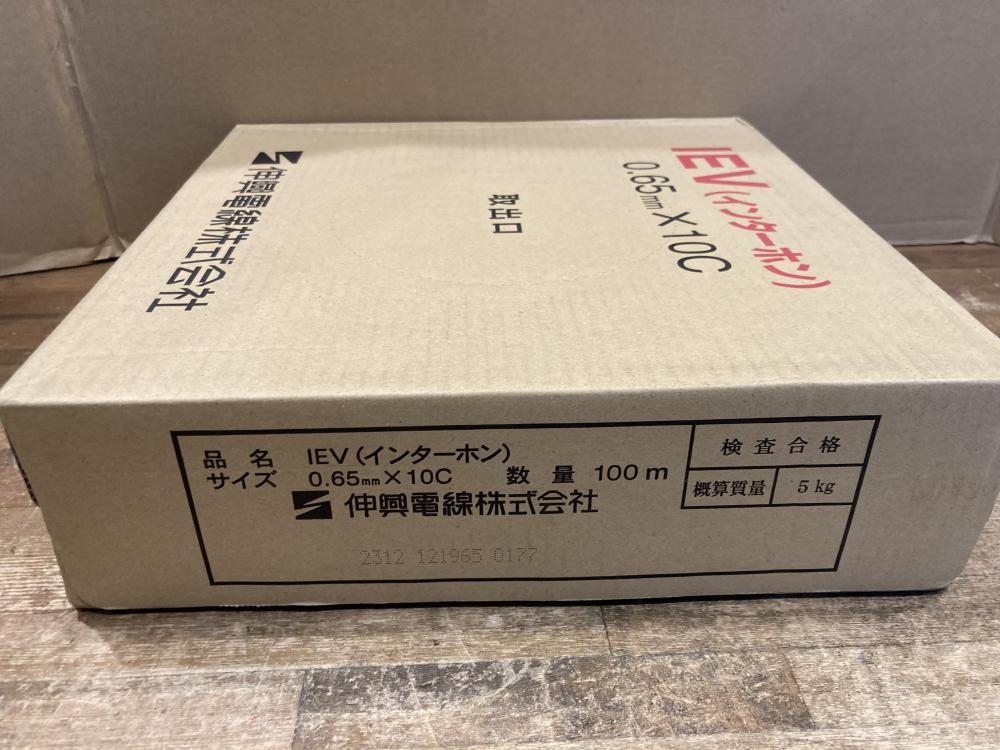 IEV(インターホン)
0.65mm×10C
取出口
伸興電線株式会社
品名 IEV(インターホン)
サイズ 0.65mm×10C 数量 100m
伸興電線株式会社
検査合格
概算質量 5kg
2312 121965 0177